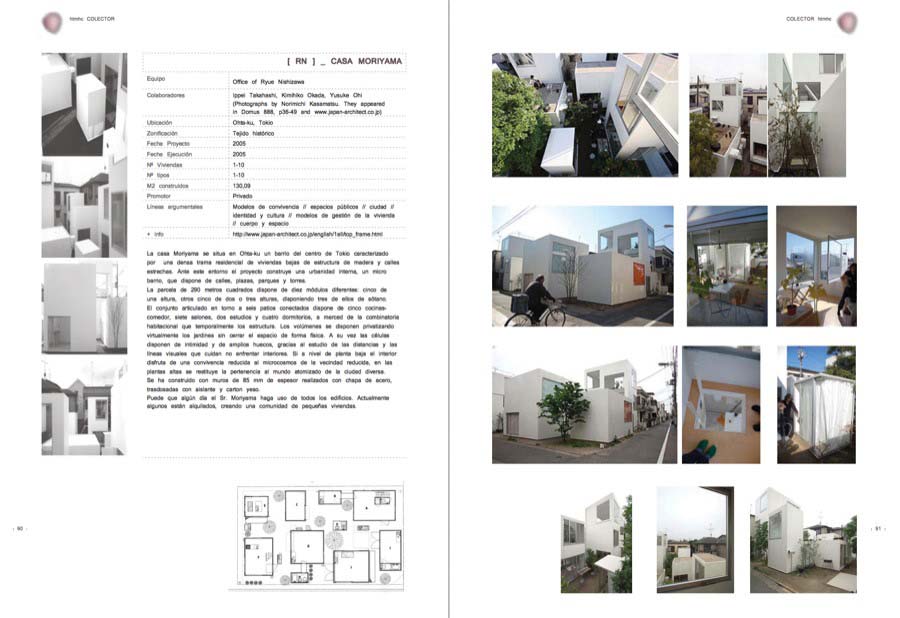 htmhc COLECTOR
COLECTOR htmhc
[ RN ] _ CASA MORIYAMA
Equipo Office of Ryue Nishizawa
Colaboradores Ippei Takahashi, Kimihiko Okada, Yusuke Ohi
(Photographs by Norimichi Kasamatsu. They appeared
in Domus 888, p36-49 and www.japan-architect.co.jp)
Ubicación Ohta-ku, Tokio
Zonificación Tejido histórico
Fecha Proyecto 2005
Fecha Ejecución 2005
Nº Viviendas 1-10
Nº tipos 1-10
M2 construidos 130,09
Promotor Privado
Líneas argumentales Modelos de convivencia // espacios públicos // ciudad //
identidad y cultura // modelos de gestión de la vivienda
// cuerpo y espacio
+ info http://www.japan-architect.co.jp/english/1all/top_frame.html
La casa Moriyama se situa en Ohta-ku un barrio del centro de Tokio caracterizado
por una densa trama residencial de viviendas bajas de estructura de madera y calles
estrechas. Ante este entorno el proyecto construye una urbanidad interna, un micro
barrio, que dispone de calles, plazas, parques y torres.
La parcela de 290 metros cuadrados dispone de diez módulos diferentes: cinco de
una altura, otros cinco de dos o tres alturas, disponiendo tres de ellos de sótano.
El conjunto articulado en torno a seis patios conectados dispone de cinco cocinas-
comedor, siete salones, dos estudios y cuatro dormitorios, a merced de la combinatoria
habitacional que temporalmente los estructura. Los volúmenes se disponen privatizando
virtualmente los jardines sin cerrar el espacio de forma física. A su vez las células
disponen de intimidad y de amplios huecos, gracias al estudio de las distancias y las
líneas visuales que cuidan no enfrentar interiores. Si a nivel de planta baja el interior
disfruta de una convivencia reducida al microcosmos de la vecindad reducida, en las
plantas altas se restituye la pertenencia al mundo atomizado de la ciudad diversa.
Se ha construido con muros de 85 mm de espesor realizados con chapa de acero,
trasdosadas con aislante y carton yeso.
Puede que algún día el Sr. Moriyama haga uso de todos los edificios. Actualmente
algunos están alquilados, creando una comunidad de pequeñas viviendas.
- 90 -
- 91 -